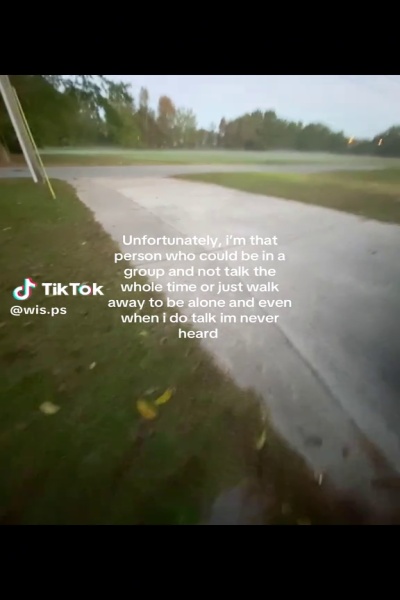 Unfortunately, i'm that
person who could be in a
group and not talk the
whole time or just walk
away to be alone and even
when i do talk im never
heard
TikTok
@wis.ps